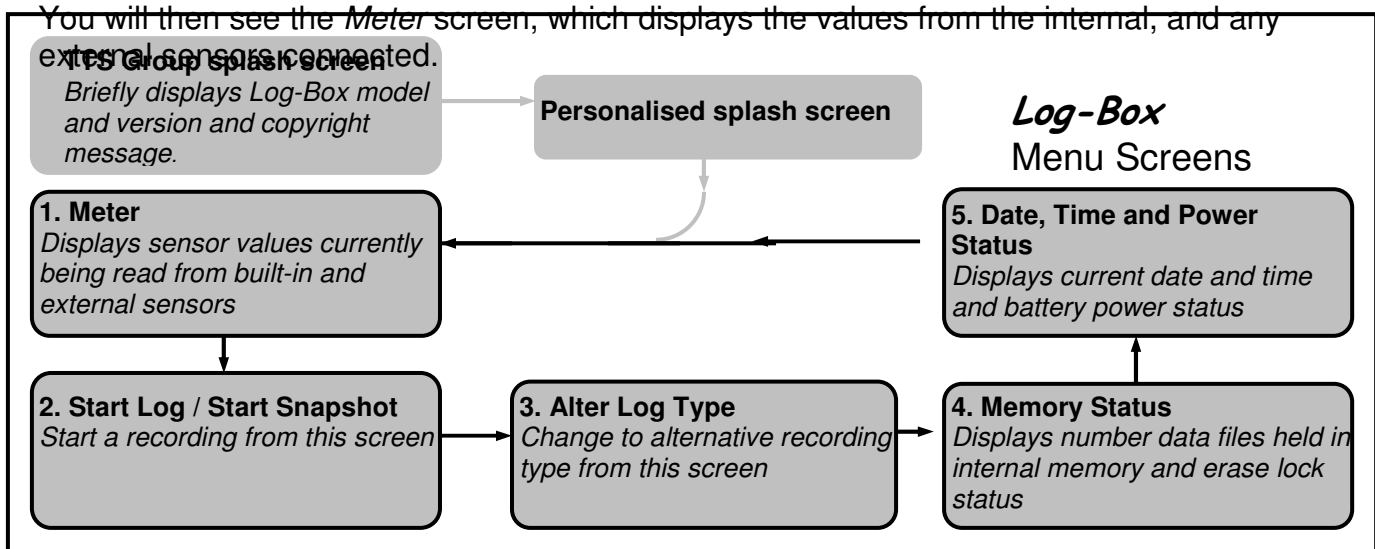 You will then see the Meter screen, which displays the values from the internal, and any
external sensors connected.
TTS Group splash screen
Briefly displays Log-Box model
and version and copyright
message.
Personalised splash screen
Log-Box
Menu Screens
1. Meter
Displays sensor values currently
being read from built-in and
external sensors
5. Date, Time and Power
Status
Displays current date and time
and battery power status
2. Start Log / Start Snapshot
Start a recording from this screen
3. Alter Log Type
Change to alternative recording
type from this screen
4. Memory Status
Displays number data files held in
internal memory and erase lock
status